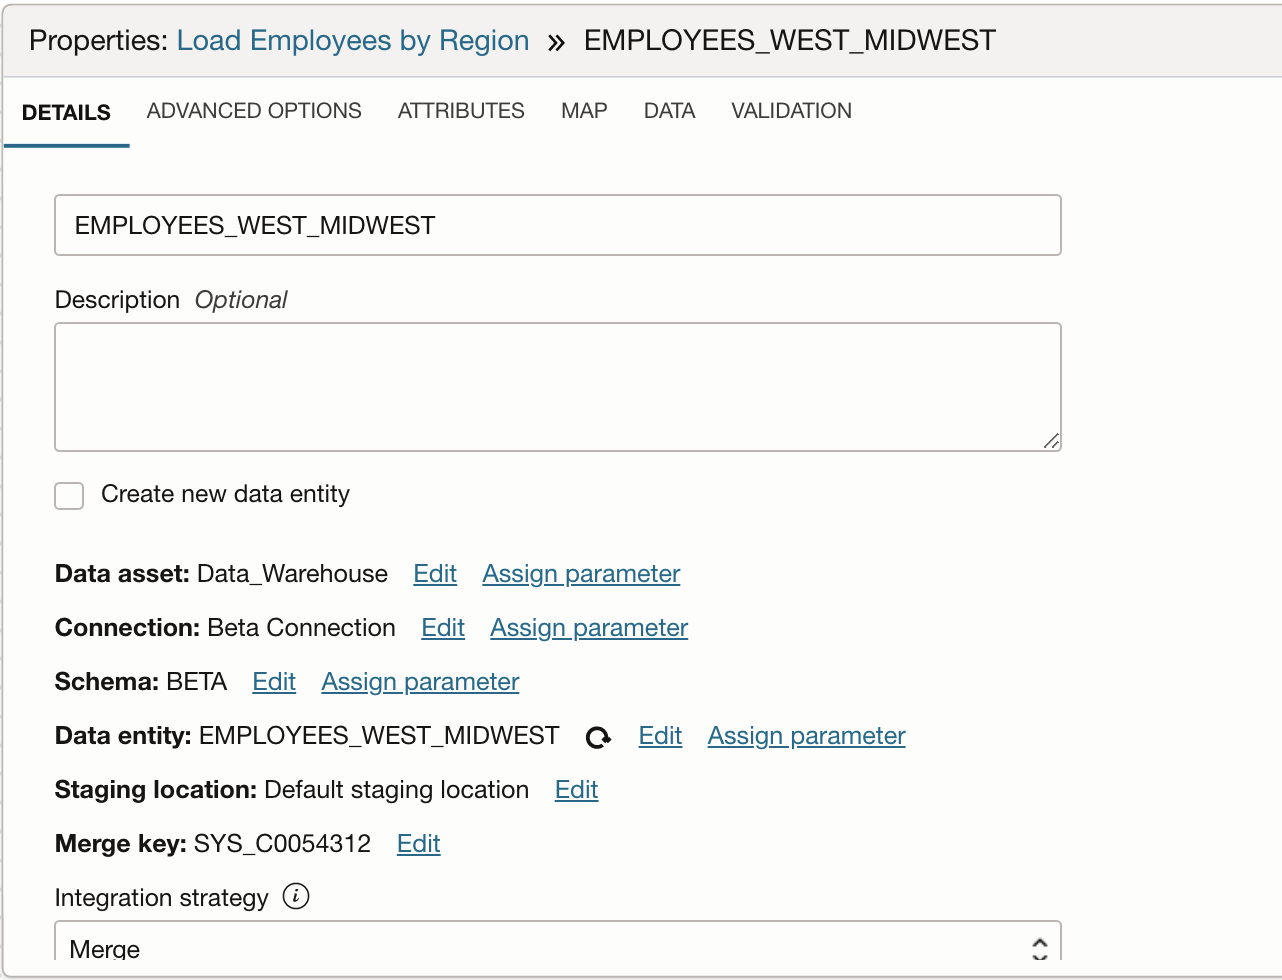 Properties: Load Employees by Region » EMPLOYEES_WEST_MIDWEST
DETAILS ADVANCED OPTIONS ATTRIBUTES MAP DATA VALIDATION
EMPLOYEES_WEST_MIDWEST
Description Optional
Create new data entity
Data asset: Data_Warehouse Edit Assign parameter
Connection: Beta Connection Edit Assign parameter
Schema: BETA Edit Assign parameter
Data entity: EMPLOYEES_WEST_MIDWEST Edit Assign parameter
Staging location: Default staging location Edit
Merge key: SYS_C0054312 Edit
Integration strategy i
Merge